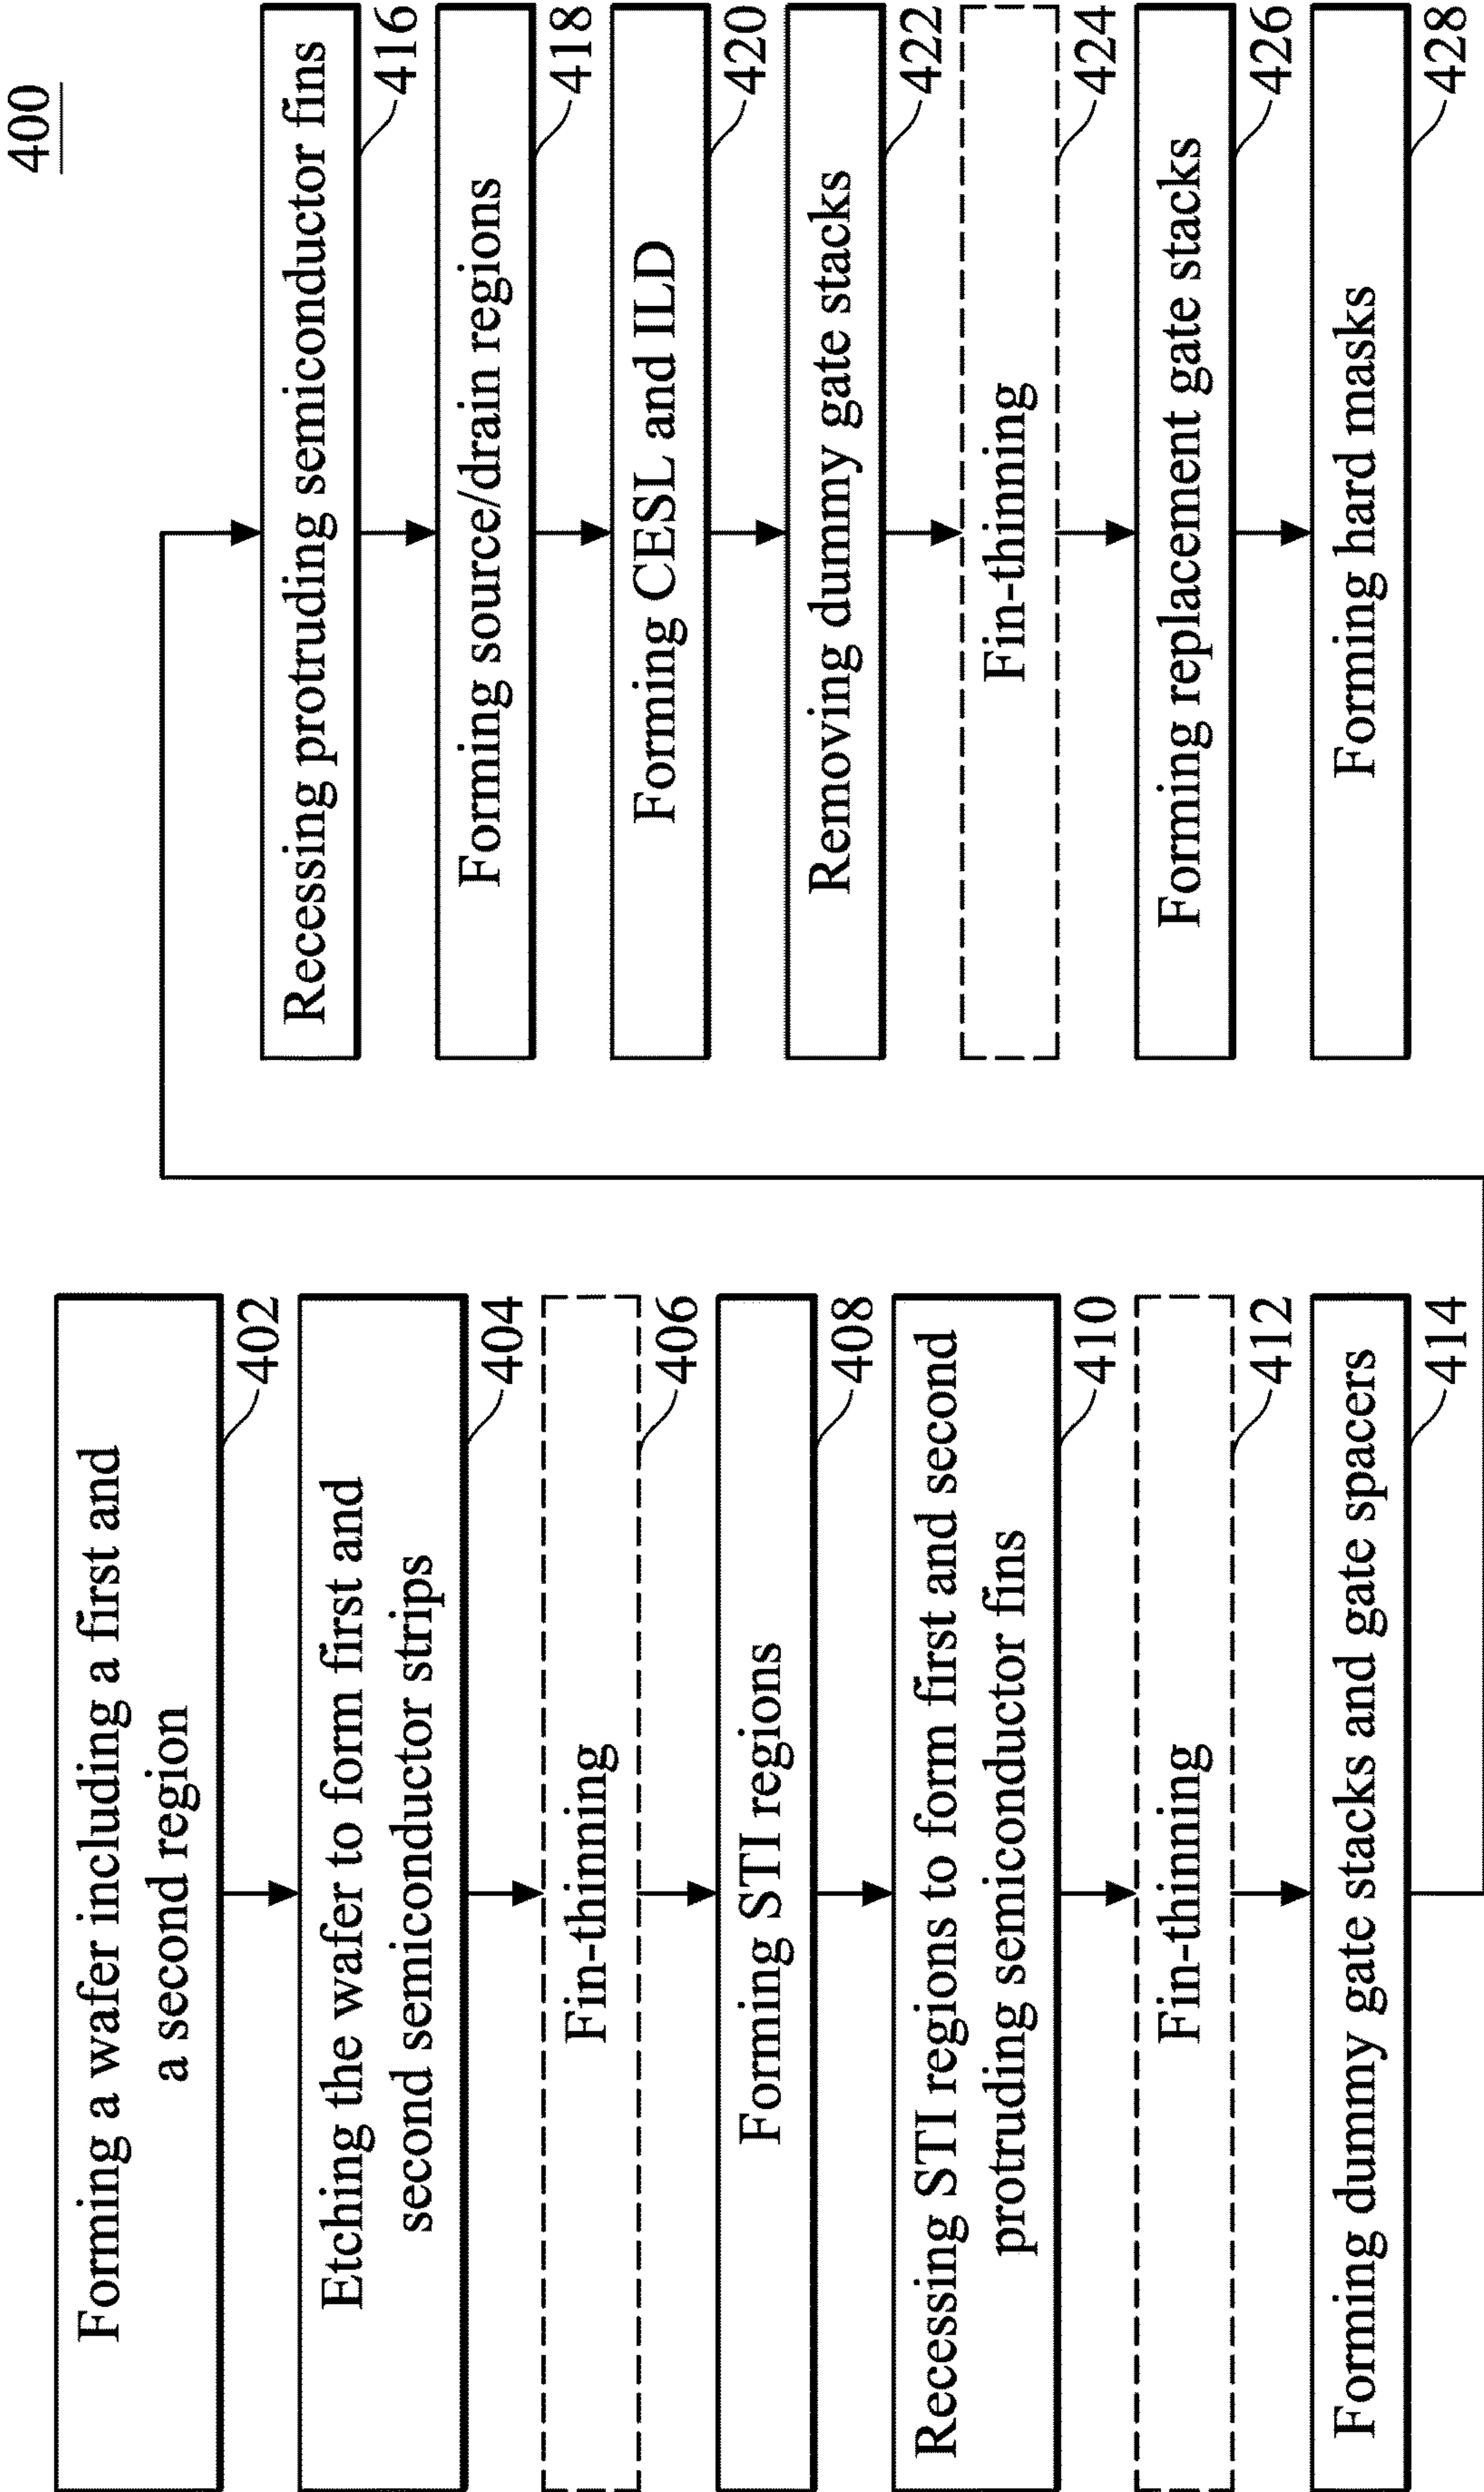 400
Forming a wafer including a first and
a second region
402
Etching the wafer to form first and
second semiconductor strips
404
Fin-thinning
406
Forming STI regions
408
Recessing STI regions to form first and second
protruding semiconductor fins
410
Fin-thinning
412
Forming dummy gate stacks and gate spacers
414
Recessing protruding semiconductor fins
416
Forming source/drain regions
418
Forming CESL and ILD
420
Removing dummy gate stacks
422
Fin-thinning
424
Forming replacement gate stacks
426
Forming hard masks
428